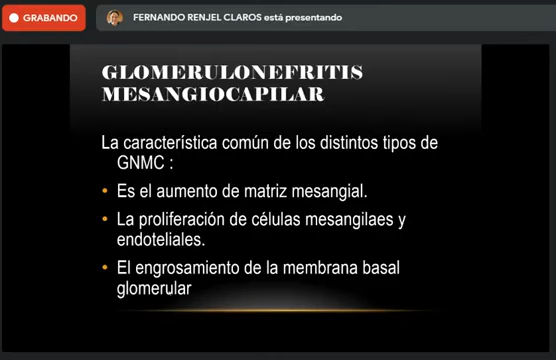 GRABANDO
FERNANDO RENJEL CLAROS está presentando
GLOMERULONEFRITIS
MESANGIOCAPILAR
La característica común de los distintos tipos de
GNMC :
• Es el aumento de matriz mesangial.
• La proliferación de células mesangilaes y
endoteliales.
• El engrosamiento de la membrana basal
glomerular